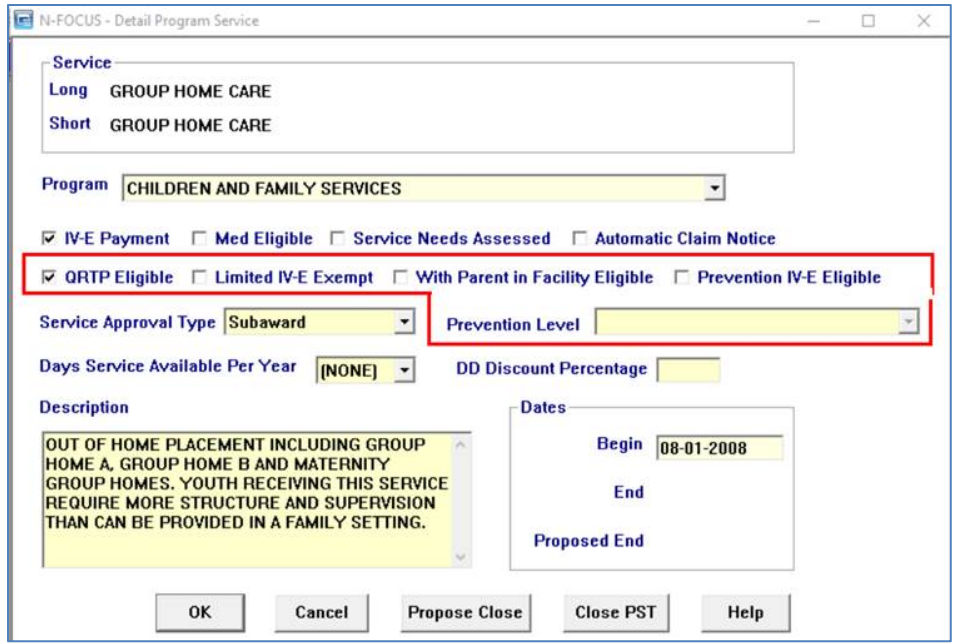 N-FOCUS - Detail Program Service
Service
Long GROUP HOME CARE
Short GROUP HOME CARE
Program CHILDREN AND FAMILY SERVICES
IV-E Payment Med Eligible Service Needs Assessed Automatic Claim Notice
QRTP Eligible Limited IV-E Exempt With Parent in Facility Eligible Prevention IV-E Eligible
Service Approval Type Subaward Prevention Level
Days Service Available Per Year (NONE) DD Discount Percentage
Description
OUT OF HOME PLACEMENT INCLUDING GROUP
HOME A, GROUP HOME B AND MATERNITY
GROUP HOMES. YOUTH RECEIVING THIS SERVICE
REQUIRE MORE STRUCTURE AND SUPERVISION
THAN CAN BE PROVIDED IN A FAMILY SETTING.
Dates
Begin 08-01-2008
End
Proposed End
OK Cancel Propose Close Close PST Help